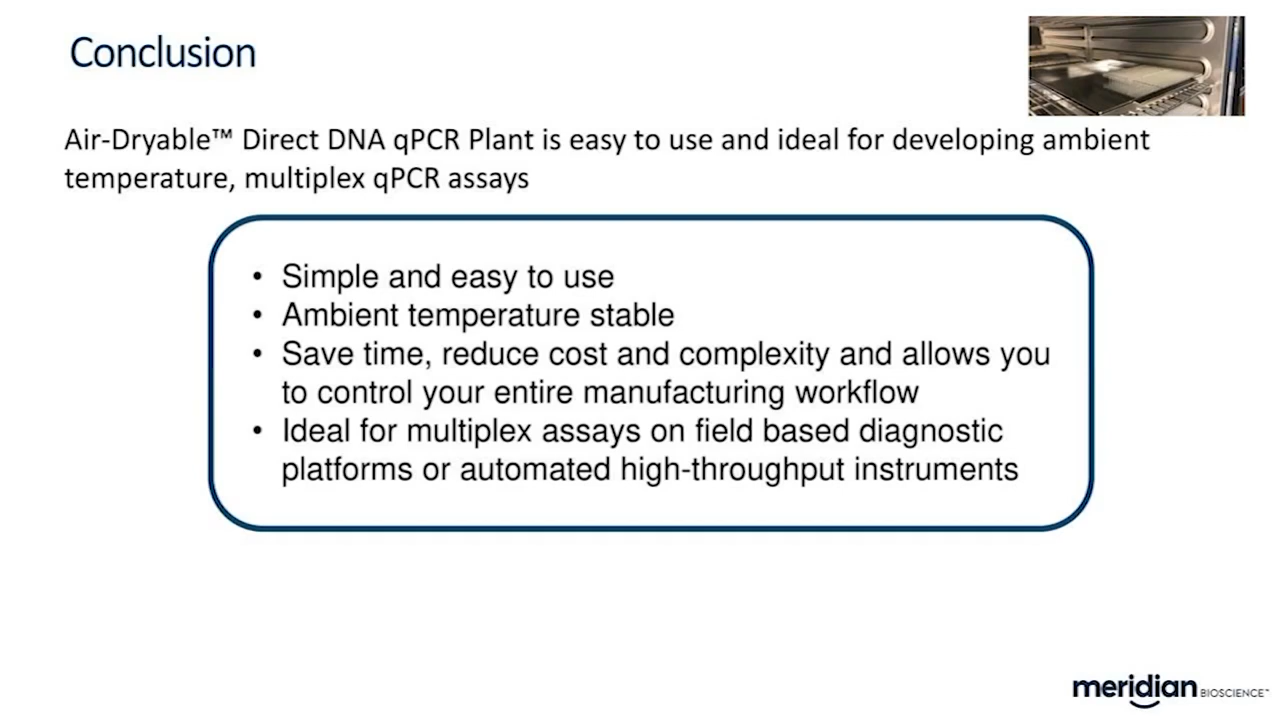 Conclusion
Air-Dryable™ Direct DNA qPCR Plant is easy to use and ideal for developing ambient
temperature, multiplex qPCR assays
• Simple and easy to use
• Ambient temperature stable
• Save time, reduce cost and complexity and allows you
to control your entire manufacturing workflow
• Ideal for multiplex assays on field based diagnostic
platforms or automated high-throughput instruments
meridian BIOSCIENCE™